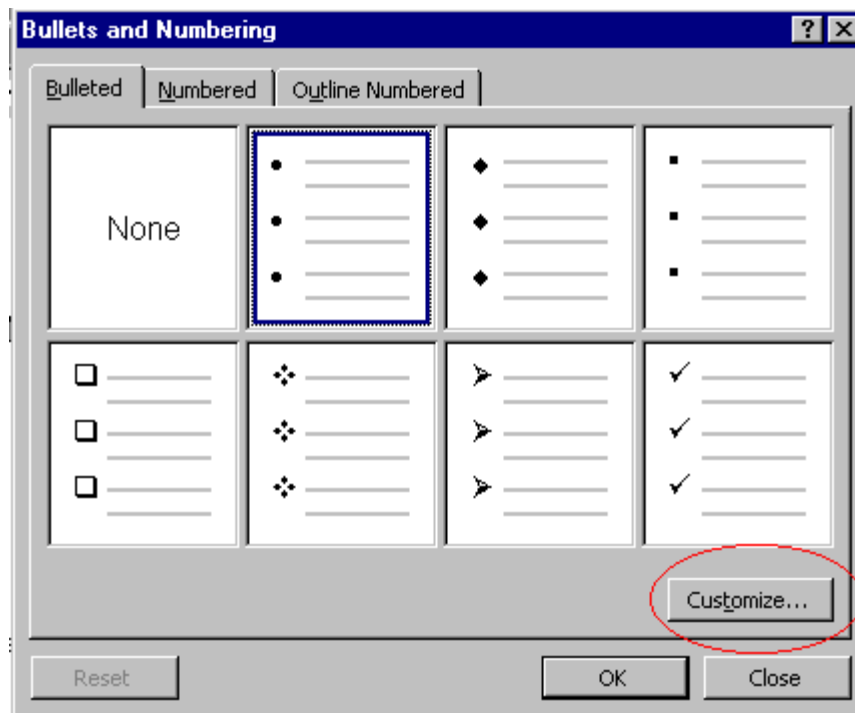 Bullets and Numbering
Bulleted Numbered Outline Numbered
None
Customize...
Reset OK Close